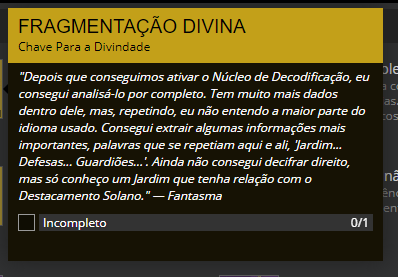 FRAGMENTAÇÃO DIVINA
Chave Para a Divindade
"Depois que conseguimos ativar o Núcleo de Decodificação, eu
consegui analisá-lo por completo. Tem muito mais dados
dentro dele, mas, repetindo, eu não entendo a maior parte do
idioma usado. Consegui extrair algumas informações mais
importantes, palavras que se repetiam aqui e ali, 'Jardim...
Defesas... Guardiões...'. Ainda não consegui decifrar direito,
mas só conheço um Jardim que tenha relação com o
Destacamento Solano." — Fantasma
Incompleto 0/1